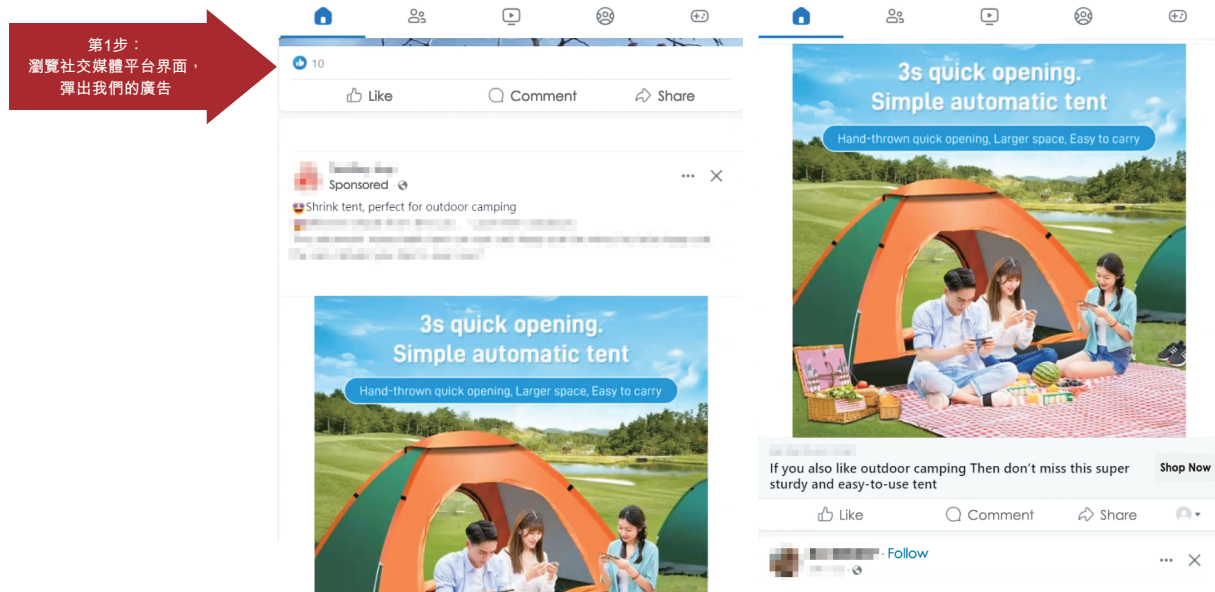 第1步：
瀏覽社交媒體平台界面，
彈出我們的廣告
10
Like Comment Share
Sponsored
Shrink tent, perfect for outdoor camping
3s quick opening.
Simple automatic tent
Hand-thrown quick opening, Larger space, Easy to carry
3s quick opening.
Simple automatic tent
Hand-thrown quick opening, Larger space, Easy to carry
If you also like outdoor camping Then don't miss this super
sturdy and easy-to-use tent
Shop Now
Like Comment Share
· Follow